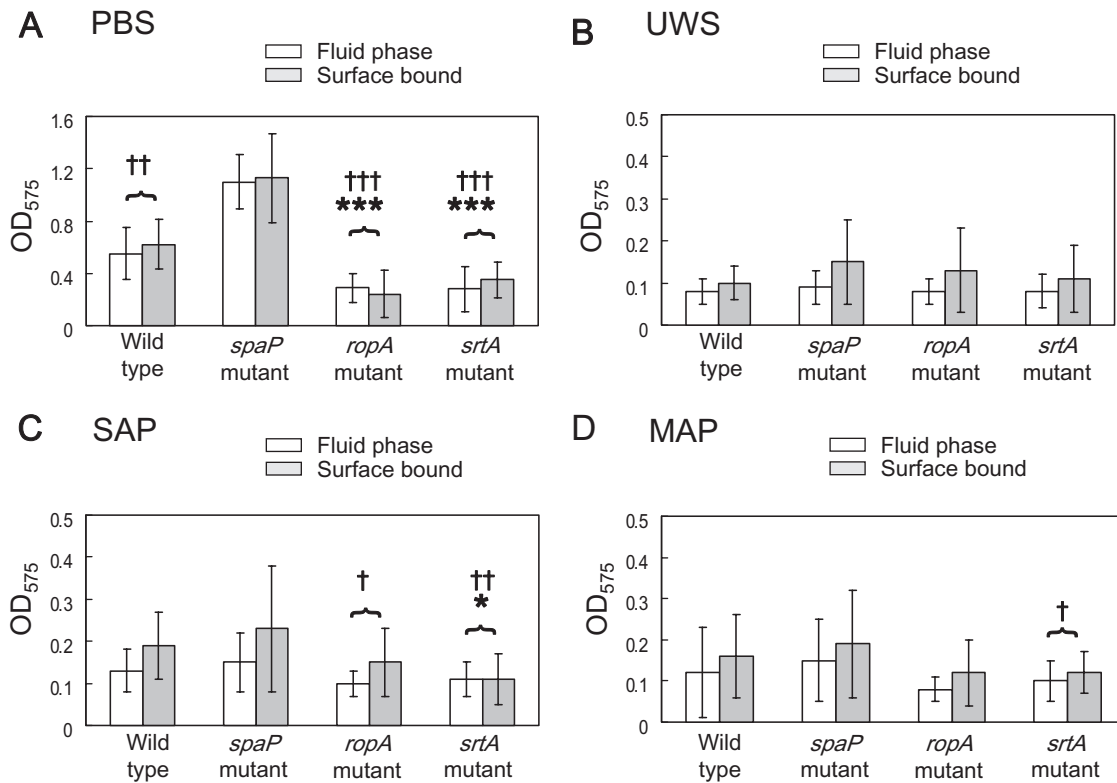 A PBS
Fluid phase
Surface bound
OD575
1.6
1.2
0.8
0.4
0
††
†††
***
†††
***
Wild type
spaP mutant
ropA mutant
srtA mutant
B UWS
Fluid phase
Surface bound
OD575
0.5
0.4
0.3
0.2
0.1
0
Wild type
spaP mutant
ropA mutant
srtA mutant
C SAP
Fluid phase
Surface bound
OD575
0.5
0.4
0.3
0.2
0.1
0
†
††
*
Wild type
spaP mutant
ropA mutant
srtA mutant
D MAP
Fluid phase
Surface bound
OD575
0.5
0.4
0.3
0.2
0.1
0
†
Wild type
spaP mutant
ropA mutant
srtA mutant